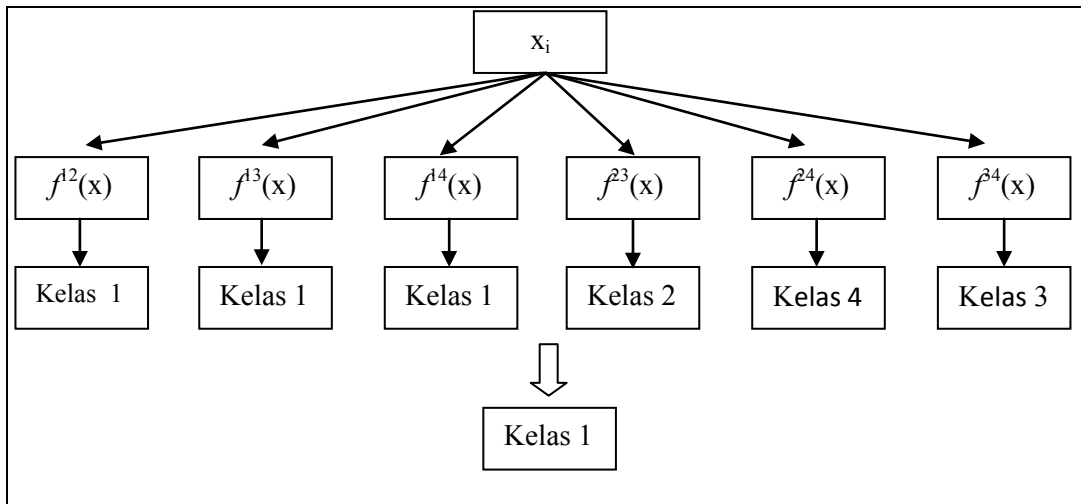 xᵢ
f¹²(x) f¹³(x) f¹⁴(x) f²³(x) f²⁴(x) f³⁴(x)
Kelas 1 Kelas 1 Kelas 1 Kelas 2 Kelas 4 Kelas 3
Kelas 1